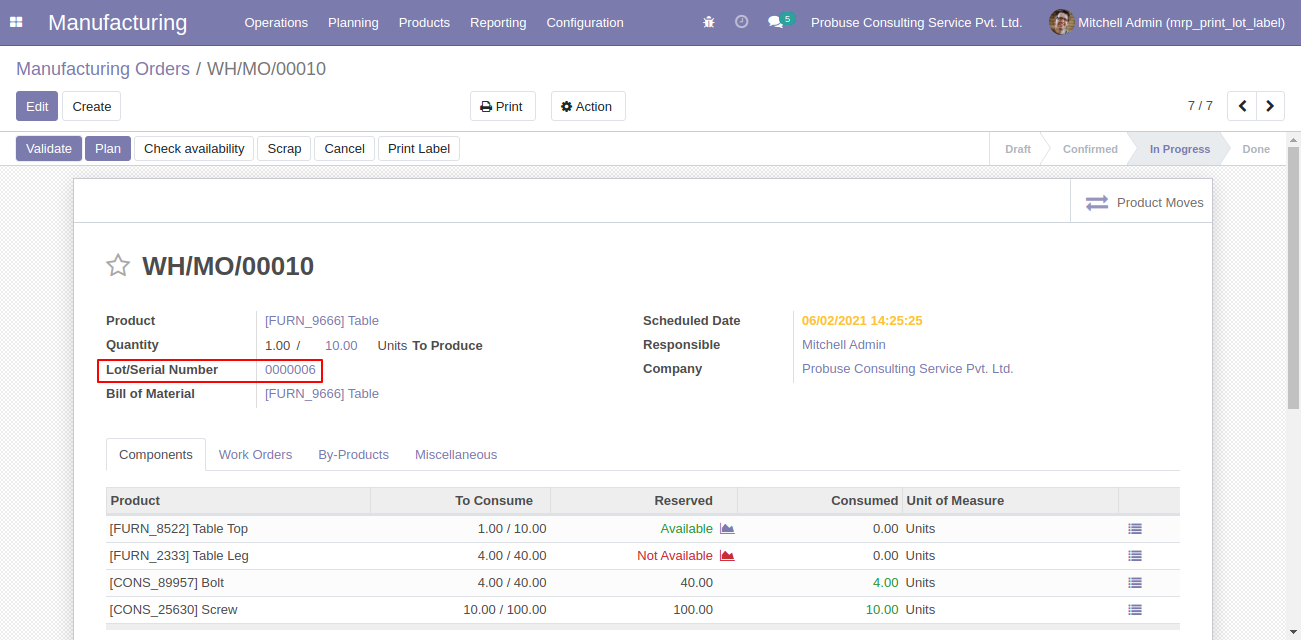 Manufacturing Operations Planning Products Reporting Configuration 5 Probuse Consulting Service Pvt. Ltd. Mitchell Admin (mrp_print_lot_label)
Manufacturing Orders / WH/MO/00010
Edit Create Print Action 7 / 7
Validate Plan Check availability Scrap Cancel Print Label Draft Confirmed In Progress Done
Product Moves
WH/MO/00010
Product [FURN_9666] Table Scheduled Date 06/02/2021 14:25:25
Quantity 1.00 / 10.00 Units To Produce Responsible Mitchell Admin
Lot/Serial Number 0000006 Company Probuse Consulting Service Pvt. Ltd.
Bill of Material [FURN_9666] Table
Components Work Orders By-Products Miscellaneous
Product To Consume Reserved Consumed Unit of Measure
[FURN_8522] Table Top 1.00 / 10.00 Available 0.00 Units
[FURN_2333] Table Leg 4.00 / 40.00 Not Available 0.00 Units
[CONS_89957] Bolt 4.00 / 40.00 40.00 4.00 Units
[CONS_25630] Screw 10.00 / 100.00 100.00 10.00 Units